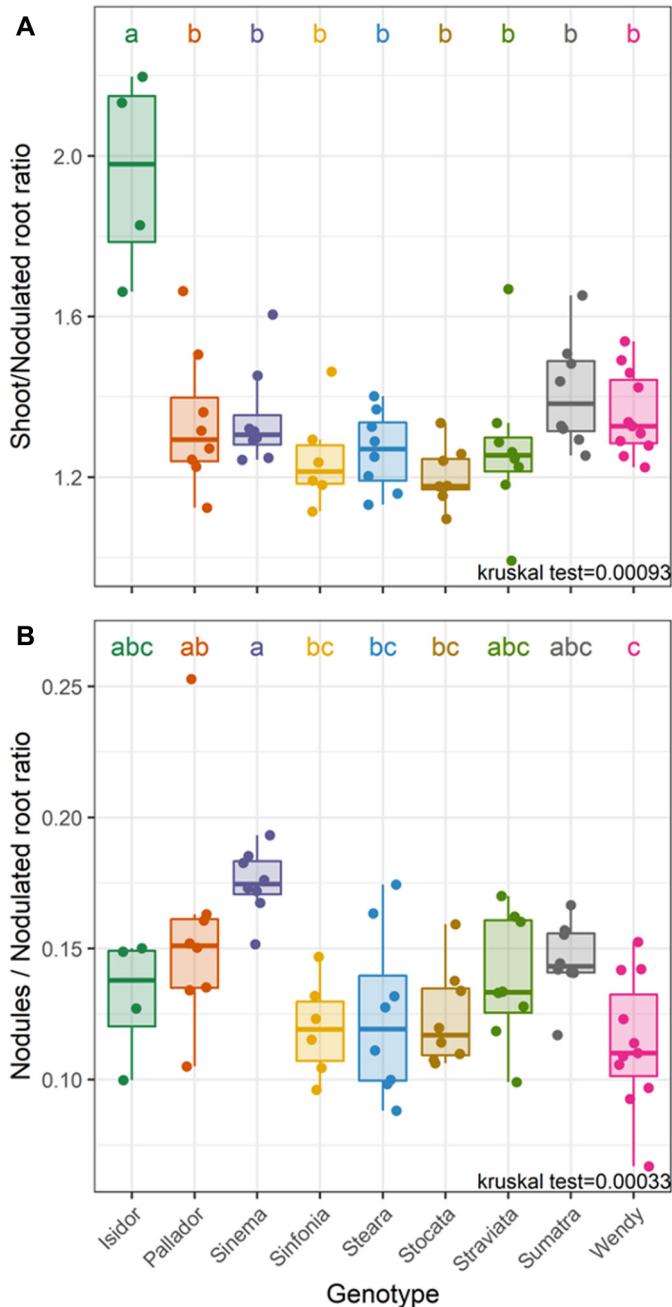 A
a b b b b b b b b
Shoot/Nodulated root ratio
2.0
1.6
1.2
kruskal test=0.00093
B
abc ab a bc bc bc abc abc c
Nodules / Nodulated root ratio
0.25
0.20
0.15
0.10
kruskal test=0.00033
Isidor Pallador Sinema Sinfonia Steara Stocata Straviata Sumatra Wendy
Genotype